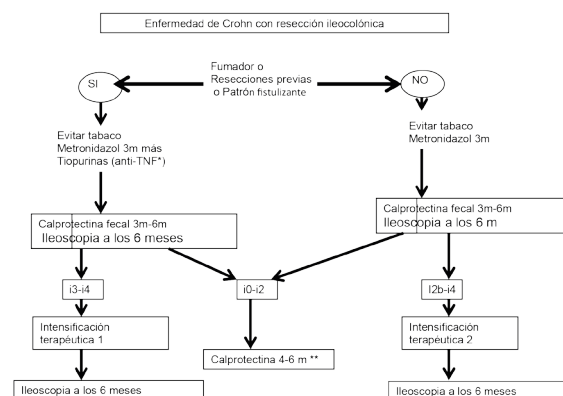 Enfermedad de Crohn con resección ileocolónica
Fumador o
Resecciones previas
o Patrón fistulizante
SI
NO
Evitar tabaco
Metronidazol 3m más
Tiopurinas (anti-TNF*)
Evitar tabaco
Metronidazol 3m
Calprotectina fecal 3m-6m
Ileoscopia a los 6 meses
Calprotectina fecal 3m-6m
Ileoscopia a los 6 m
i3-i4
i0-i2
I2b-i4
Intensificación
terapéutica 1
Calprotectina 4-6 m **
Intensificación
terapéutica 2
Ileoscopia a los 6 meses
Ileoscopia a los 6 meses